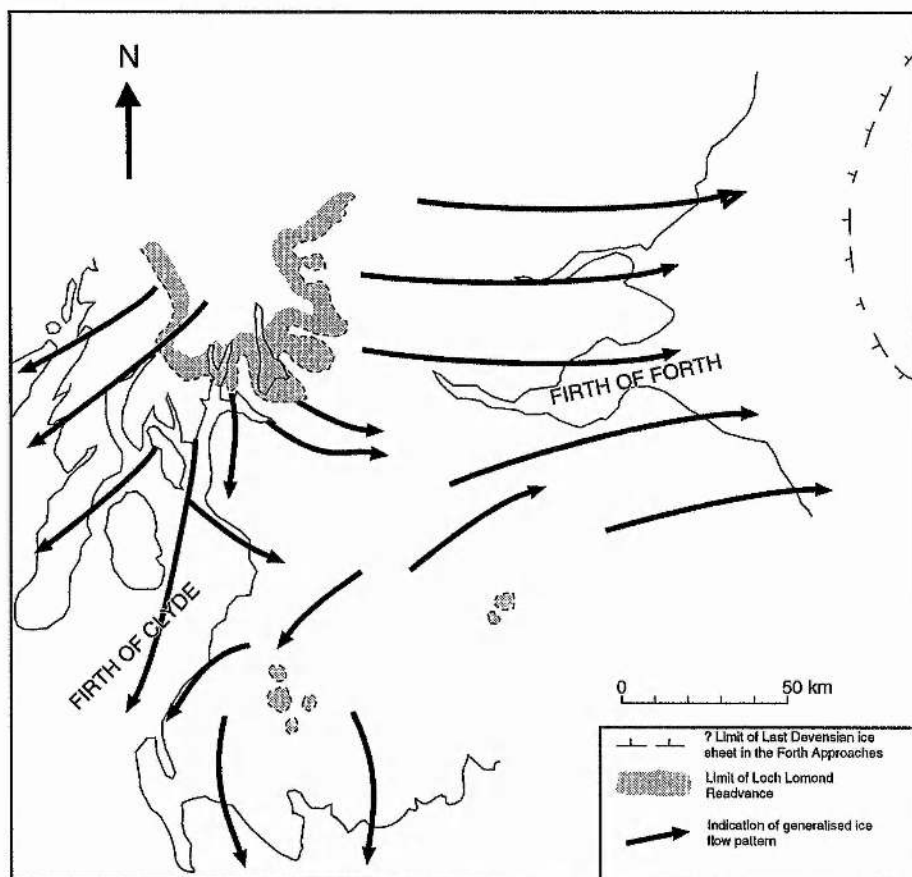 N
FIRTH OF FORTH
FIRTH OF CLYDE
0 50 km
? Limit of Last Devensian ice
sheet in the Forth Approaches
Limit of Loch Lomond
Readvance
Indication of generalised ice
flow pattern